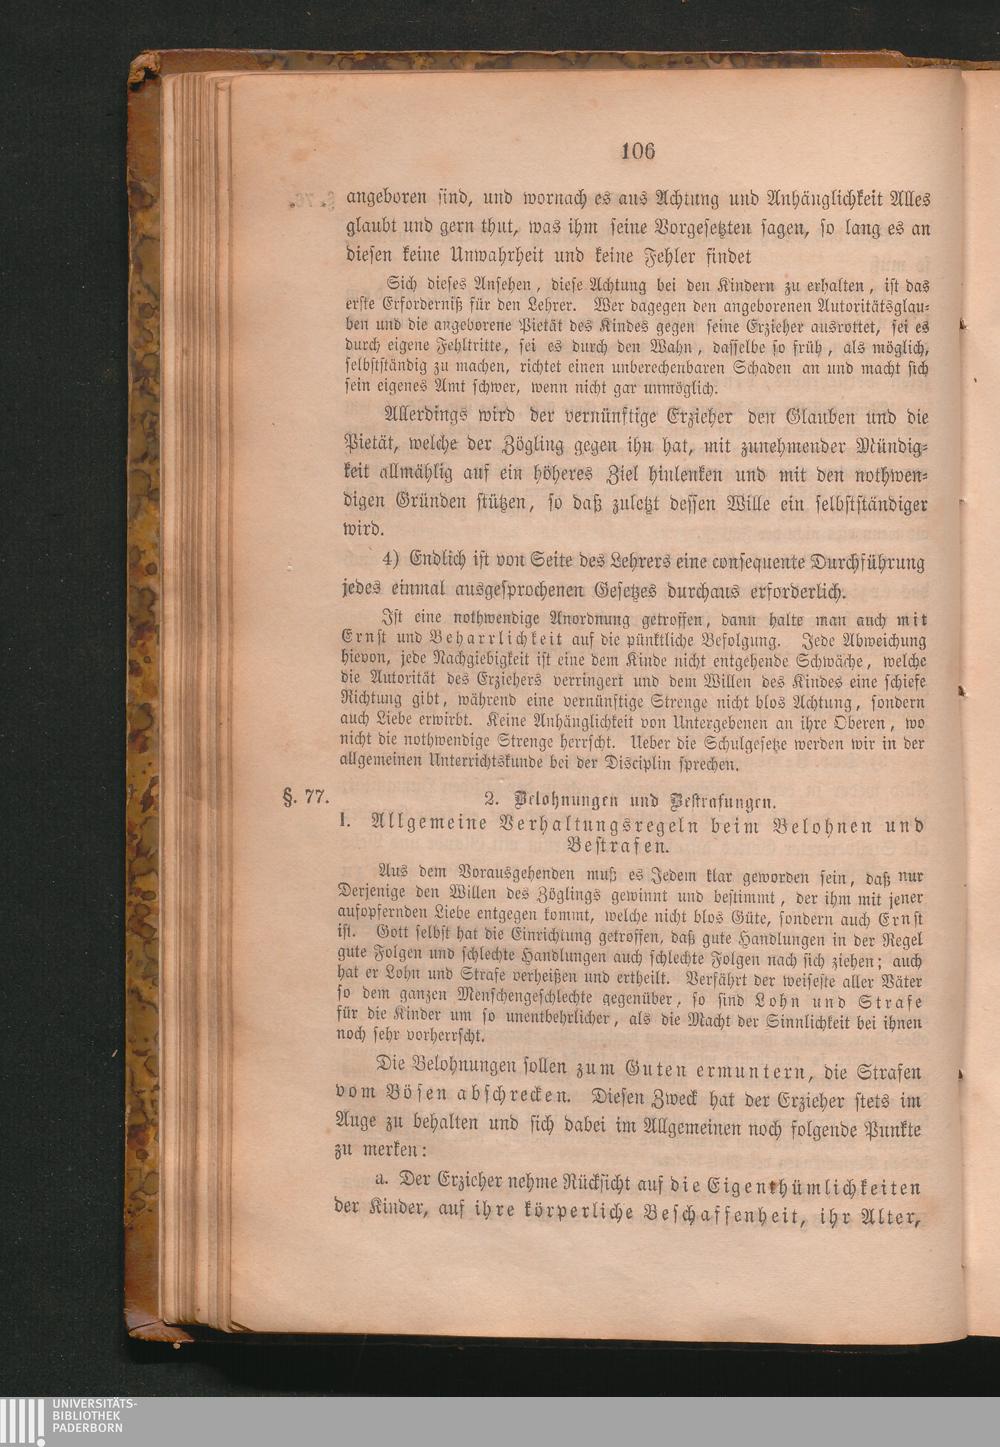 106
angeboren sind, und wornach es aus Achtung und Anhänglichkeit Alles
glaubt und gern thut, was ihm seine Vorgesetzten sagen, so lang es an
diesen keine Unwahrheit und keine Fehler findet
Sich dieses Ansehen, diese Achtung bei den Kindern zu erhalten, ist das
erste Erforderniß für den Lehrer. Wer dagegen den angeborenen Autoritätsglau-
ben und die angeborene Pietät des Kindes gegen seine Erzieher ausrottet, sei es
durch eigene Fehltritte, sei es durch den Wahn, dasselbe so früh, als möglich,
selbstständig zu machen, richtet einen unberechenbaren Schaden an und macht sich
sein eigenes Amt schwer, wenn nicht gar unmöglich.
Allerdings wird der vernünftige Erzieher den Glauben und die
Pietät, welche der Zögling gegen ihn hat, mit zunehmender Mündig-
keit allmählig auf ein höheres Ziel hinlenken und mit den nothwen-
digen Gründen stützen, so daß zuletzt dessen Wille ein selbstständiger
wird.
4) Endlich ist von Seite des Lehrers eine consequente Durchführung
jedes einmal ausgesprochenen Gesetzes durchaus erforderlich.
Ist eine nothwendige Anordnung getroffen, dann halte man auch mit
Ernst und Beharrlichkeit auf die pünktliche Befolgung. Jede Abweichung
hievon, jede Nachgiebigkeit ist eine dem Kinde nicht entgehende Schwäche, welche
die Autorität des Erziehers verringert und dem Willen des Kindes eine schiefe
Richtung gibt, während eine vernünftige Strenge nicht blos Achtung, sondern
auch Liebe erwirbt. Keine Anhänglichkeit von Untergebenen an ihre Oberen, wo
nicht die nothwendige Strenge herrscht. Ueber die Schulgesetze werden wir in der
allgemeinen Unterrichtskunde bei der Disciplin sprechen.
§. 77. 2. Belohnungen und Bestrafungen.
I. Allgemeine Verhaltungsregeln beim Belohnen und
Bestrafen.
Aus dem Vorausgehenden muß es Jedem klar geworden sein, daß nur
Derjenige den Willen des Zöglings gewinnt und bestimmt, der ihm mit jener
aufopfernden Liebe entgegen kommt, welche nicht blos Güte, sondern auch Ernst
ist. Gott selbst hat die Einrichtung getroffen, daß gute Handlungen in der Regel
gute Folgen und schlechte Handlungen auch schlechte Folgen nach sich ziehen; auch
hat er Lohn und Strafe verheißen und ertheilt. Verfährt der weiseste aller Väter
so dem ganzen Menschengeschlechte gegenüber, so sind Lohn und Strafe
für die Kinder um so unentbehrlicher, als die Macht der Sinnlichkeit bei ihnen
noch sehr vorherrscht.
Die Belohnungen sollen zum Guten ermuntern, die Strafen
vom Bösen abschrecken. Diesen Zweck hat der Erzieher stets im
Auge zu behalten und sich dabei im Allgemeinen noch folgende Punkte
zu merken:
a. Der Erzieher nehme Rücksicht auf die Eigenthümlichkeiten
der Kinder, auf ihre körperliche Beschaffenheit, ihr Alter,
UNIVERSITÄTS-
BIBLIOTHEK
PADERBORN